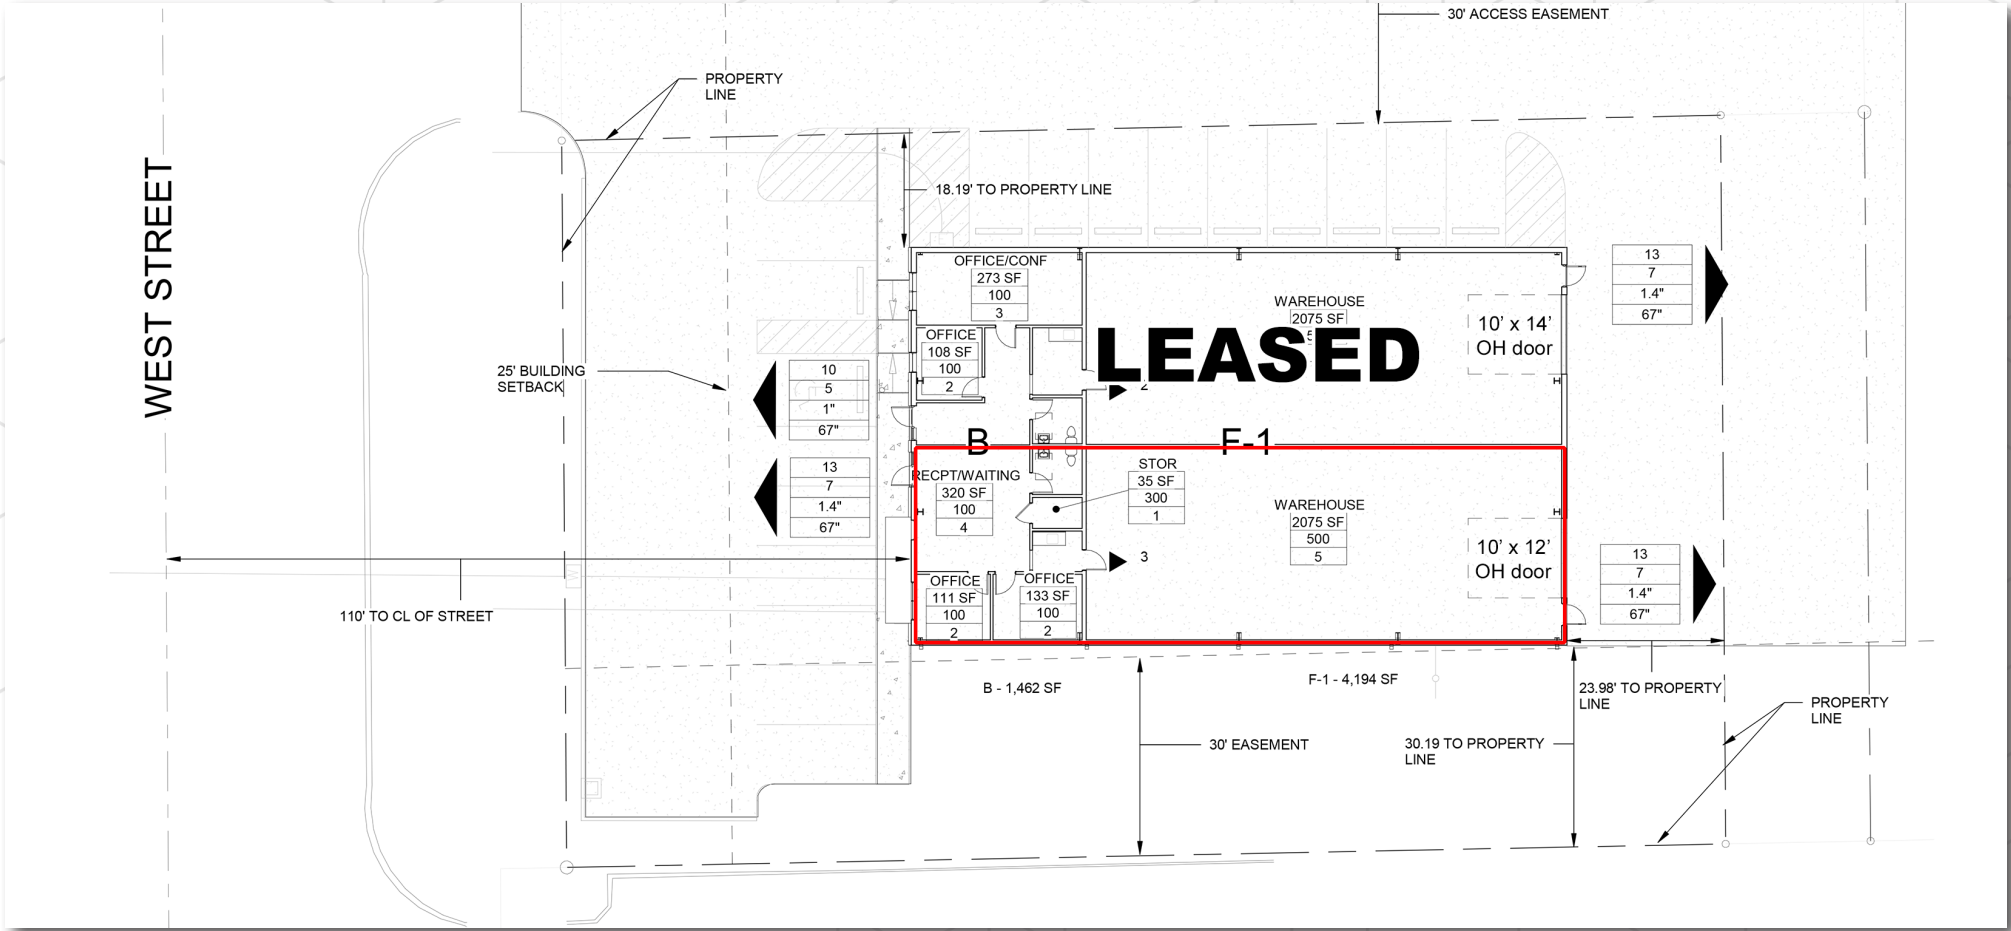 30' ACCESS EASEMENT
PROPERTY
LINE
WEST STREET
18.19' TO PROPERTY LINE
OFFICE/CONF
273 SF
100
3
WAREHOUSE
2075 SF
10' x 14'
OH door
13
7
1.4"
67"
LEASED
2
OFFICE
108 SF
100
2
25' BUILDING
SETBACK
10
5
1"
67"
B
F-1
13
7
1.4"
67"
RECPT/WAITING
320 SF
100
4
STOR
35 SF
300
1
WAREHOUSE
2075 SF
500
5
10' x 12'
OH door
13
7
1.4"
67"
3
OFFICE
111 SF
100
2
OFFICE
133 SF
100
2
110' TO CL OF STREET
B - 1,462 SF
F-1 - 4,194 SF
23.98' TO PROPERTY
LINE
PROPERTY
LINE
30' EASEMENT
30.19 TO PROPERTY
LINE